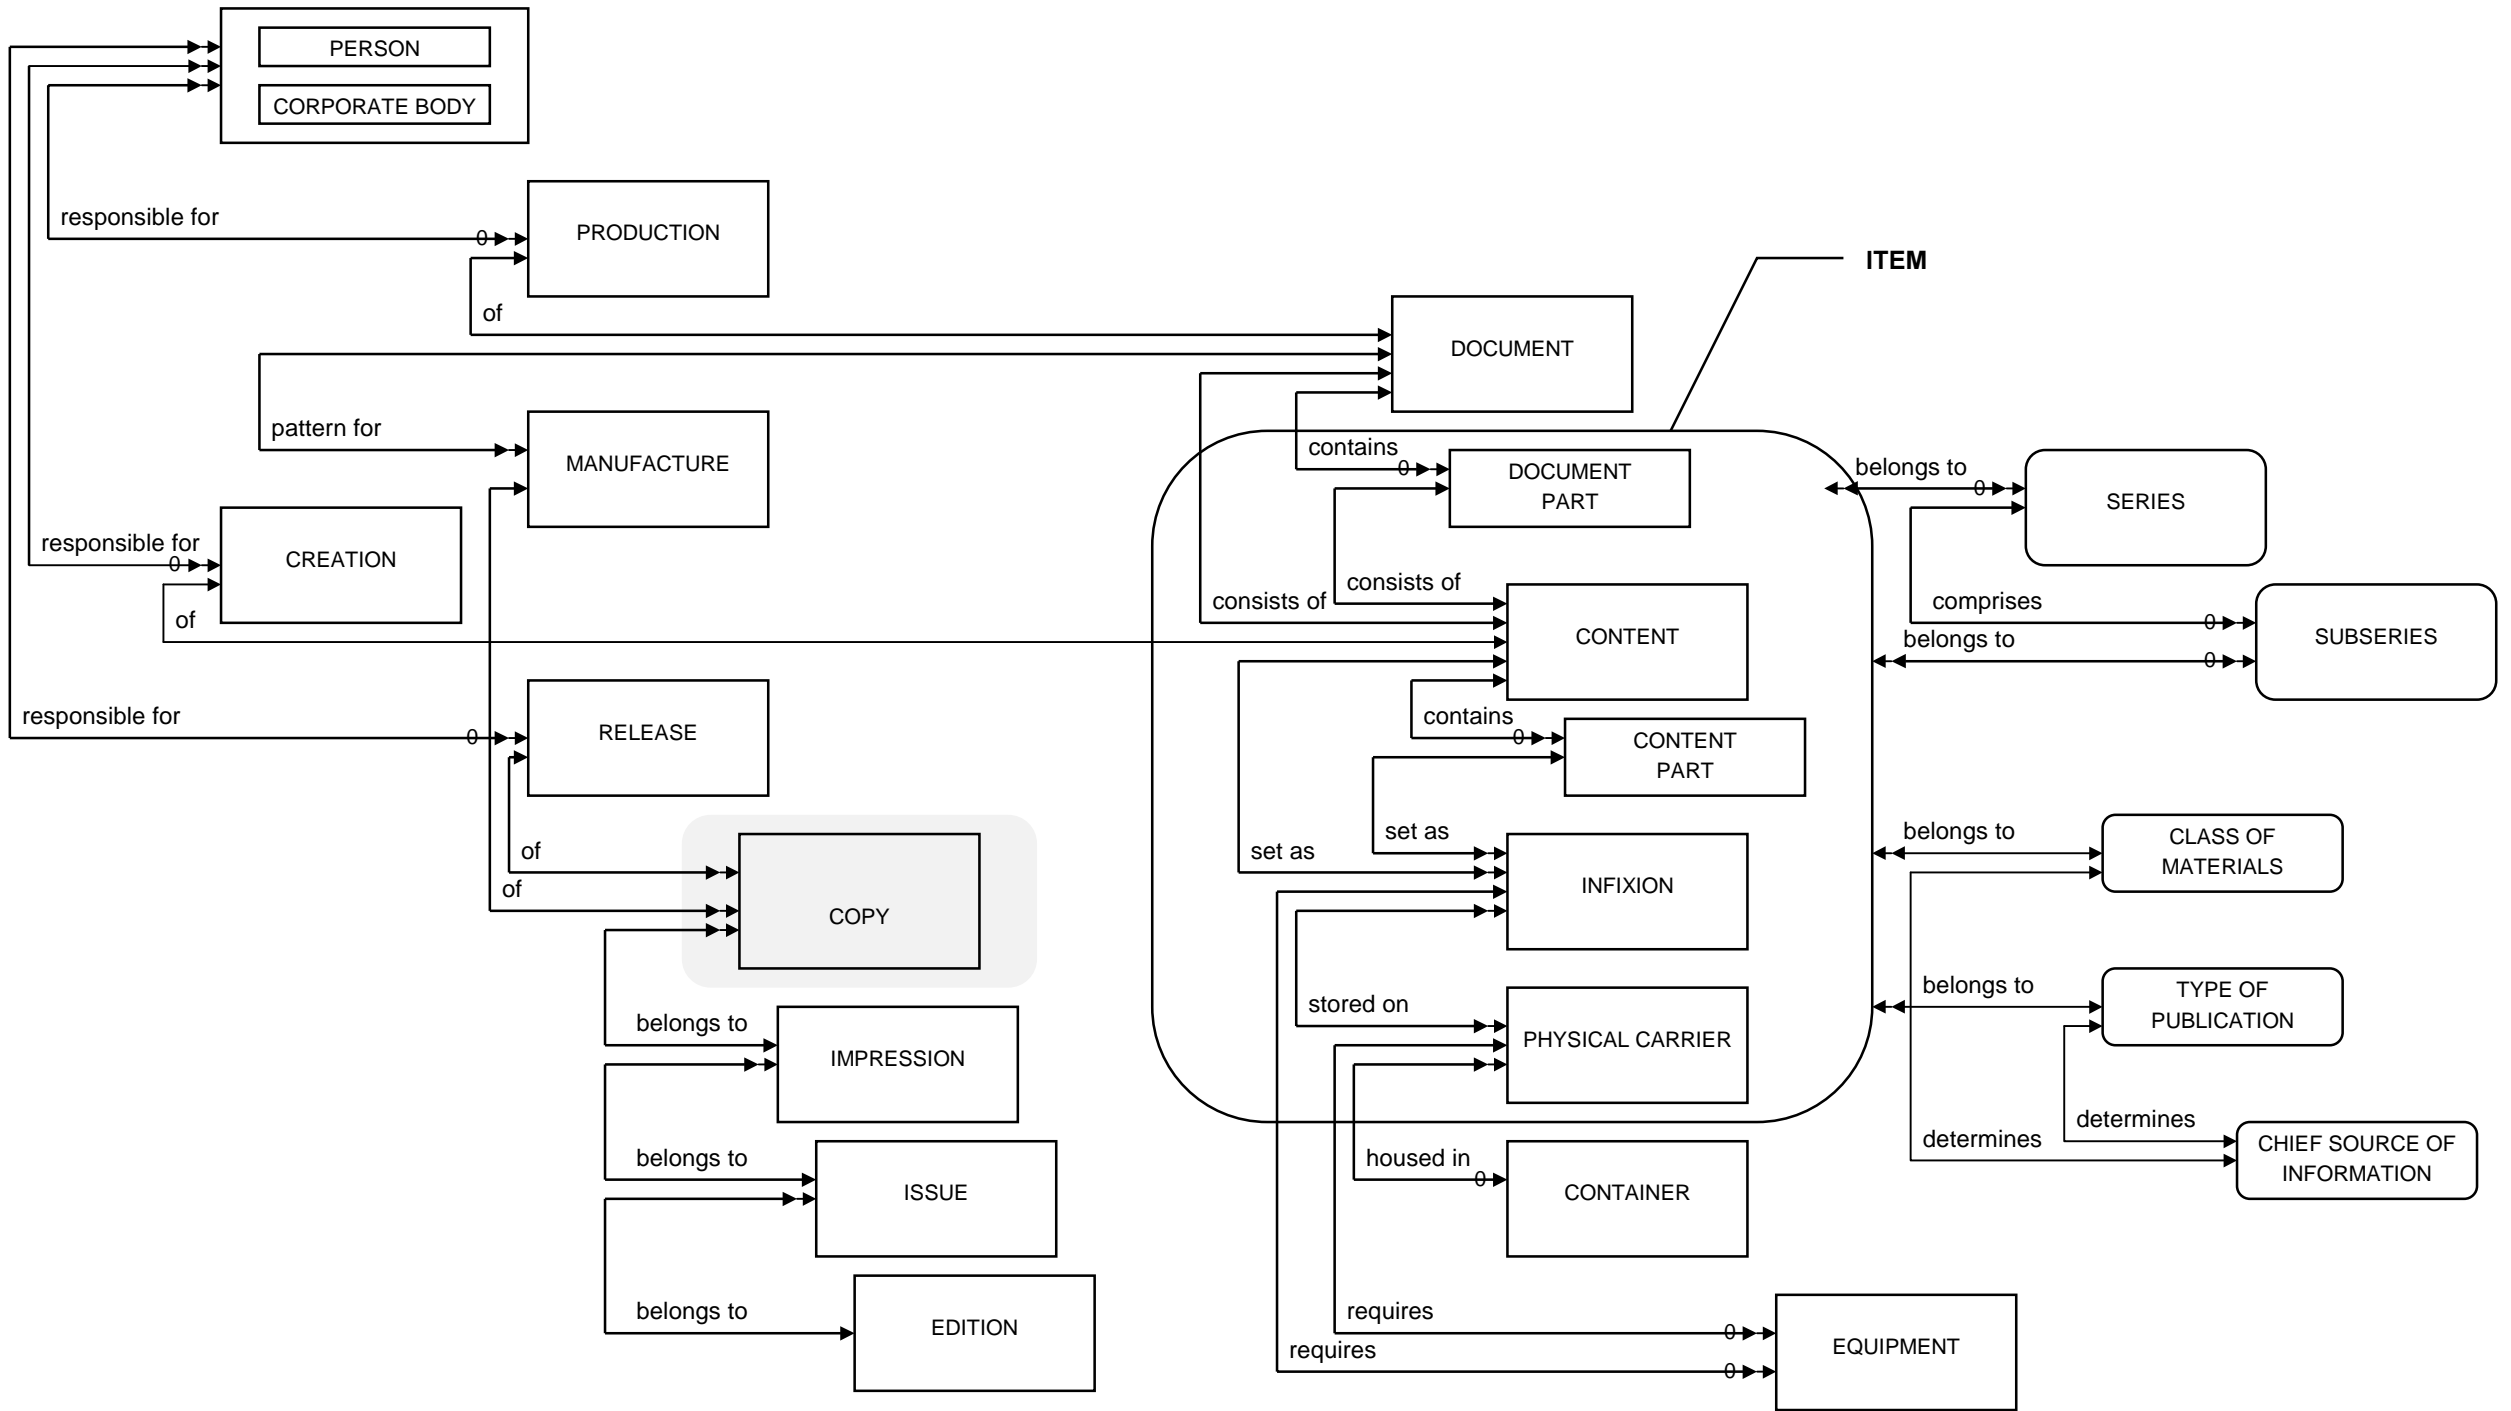 PERSON
CORPORATE BODY
responsible for
0
PRODUCTION
ITEM
of
DOCUMENT
pattern for
MANUFACTURE
contains
0
DOCUMENT
PART
belongs to
0
SERIES
responsible for
0
CREATION
of
consists of
consists of
CONTENT
comprises
0
belongs to
0
SUBSERIES
responsible for
0
RELEASE
contains
0
CONTENT
PART
of
of
COPY
set as
set as
INFIXION
belongs to
CLASS OF
MATERIALS
belongs to
IMPRESSION
stored on
PHYSICAL CARRIER
belongs to
TYPE OF
PUBLICATION
belongs to
ISSUE
housed in
0
CONTAINER
determines
determines
CHIEF SOURCE OF
INFORMATION
belongs to
EDITION
requires
0
requires
0
EQUIPMENT